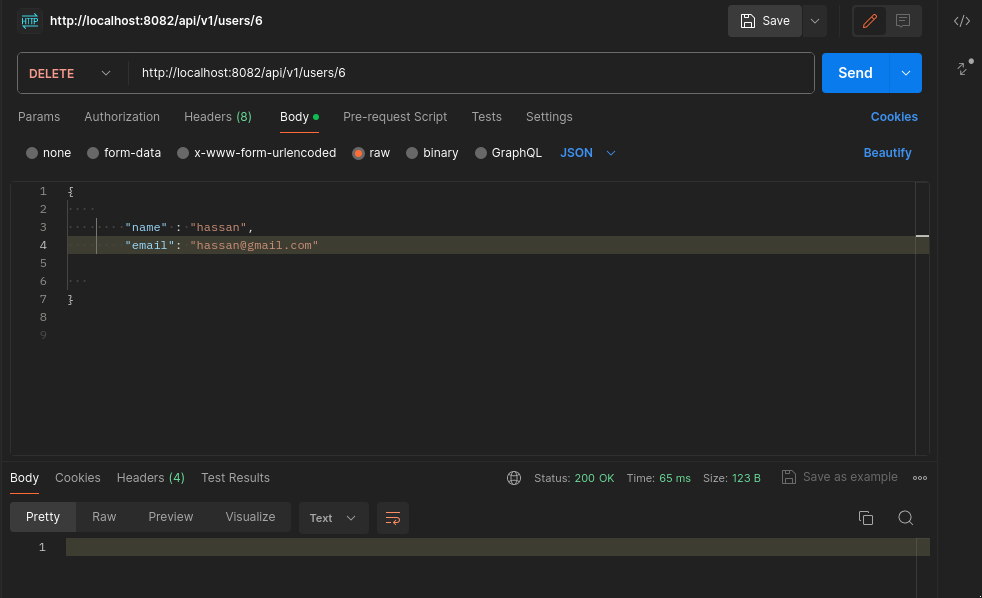 HTTP http://localhost:8082/api/v1/users/6 Save </>
DELETE http://localhost:8082/api/v1/users/6 Send
Params Authorization Headers (8) Body Pre-request Script Tests Settings Cookies
none form-data x-www-form-urlencoded raw binary GraphQL JSON Beautify
1 {
2
3 "name" : "hassan",
4 "email": "hassan@gmail.com"
5
6
7 }
8
9
Body Cookies Headers (4) Test Results Status: 200 OK Time: 65 ms Size: 123 B Save as example
Pretty Raw Preview Visualize Text
1